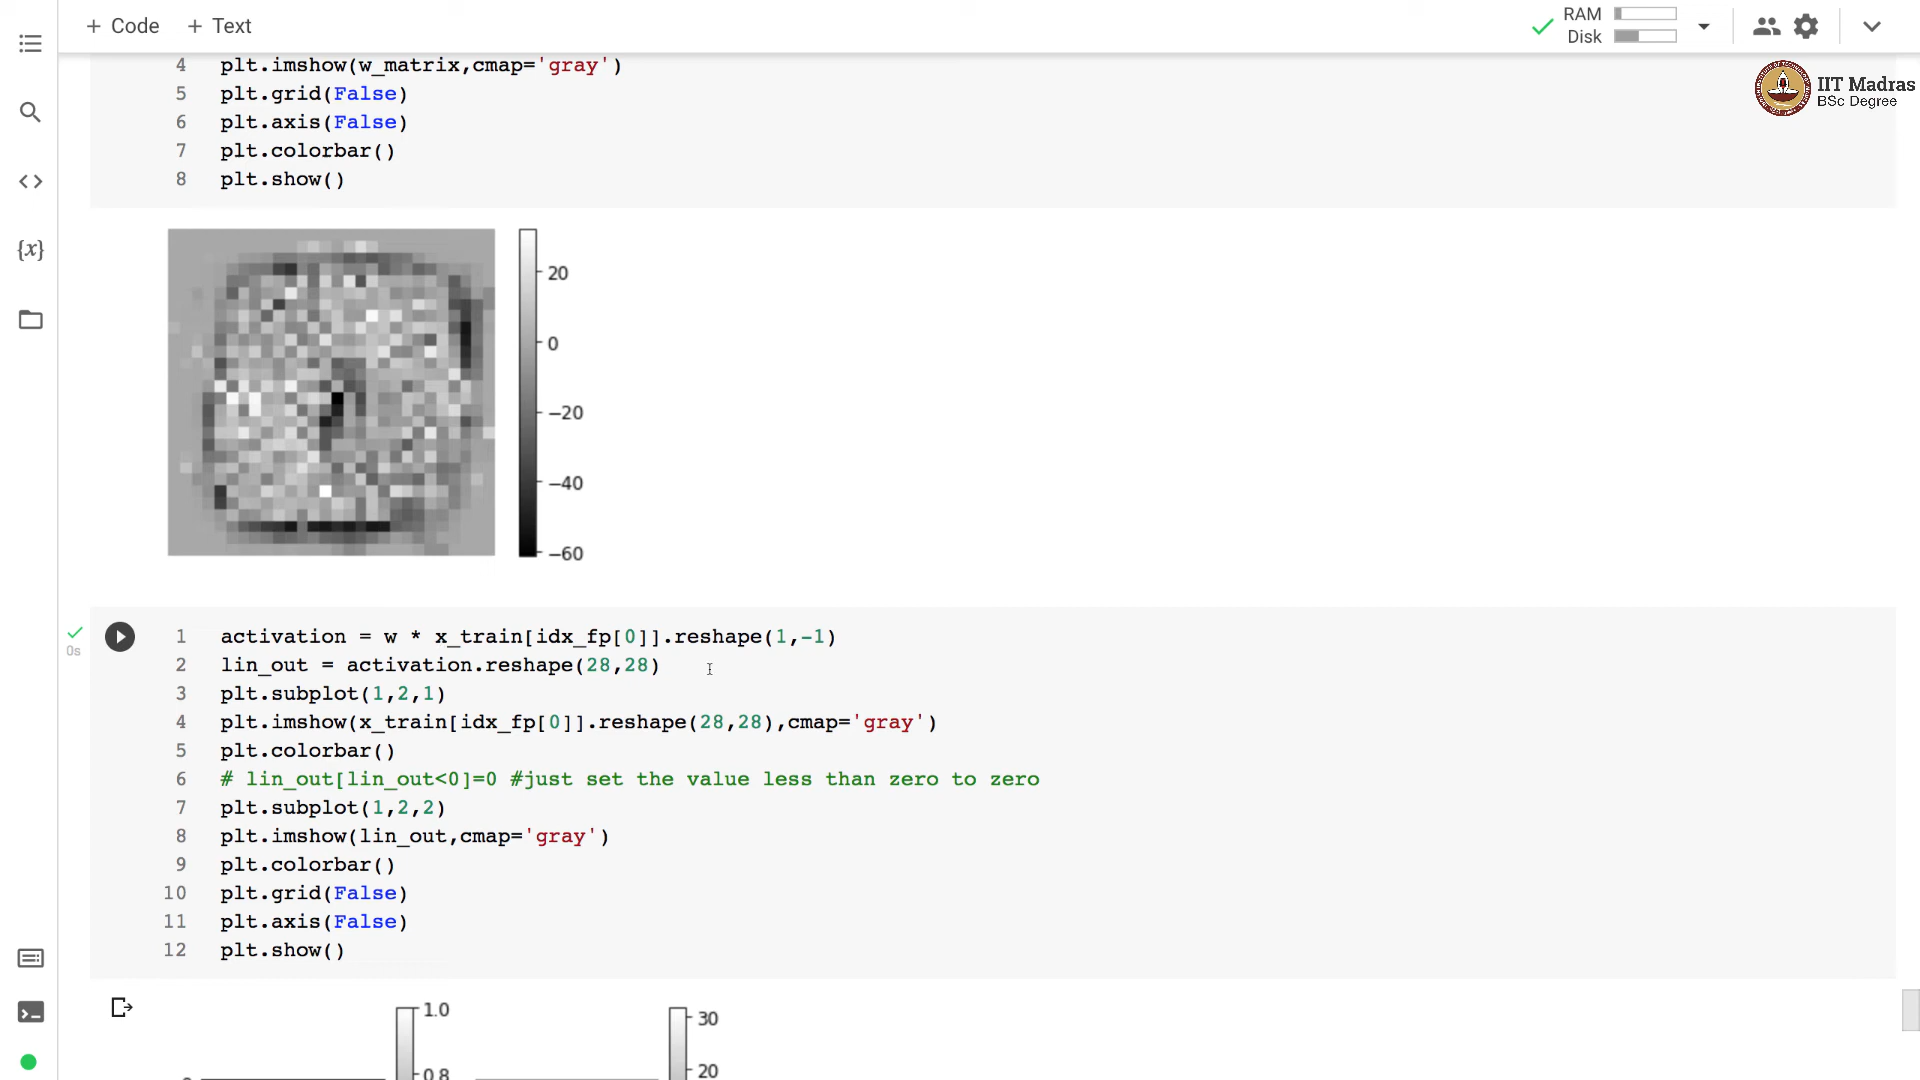 + Code + Text
RAM
Disk
IIT Madras
BSc Degree
4 plt.imshow(w_matrix,cmap='gray')
5 plt.grid(False)
6 plt.axis(False)
7 plt.colorbar()
8 plt.show()
{x}
20
0
−20
−40
−60
0s
1 activation = w * x_train[idx_fp[0]].reshape(1,-1)
2 lin_out = activation.reshape(28,28)
3 plt.subplot(1,2,1)
4 plt.imshow(x_train[idx_fp[0]].reshape(28,28),cmap='gray')
5 plt.colorbar()
6 # lin_out[lin_out<0]=0 #just set the value less than zero to zero
7 plt.subplot(1,2,2)
8 plt.imshow(lin_out,cmap='gray')
9 plt.colorbar()
10 plt.grid(False)
11 plt.axis(False)
12 plt.show()
1.0 30
0.8 20